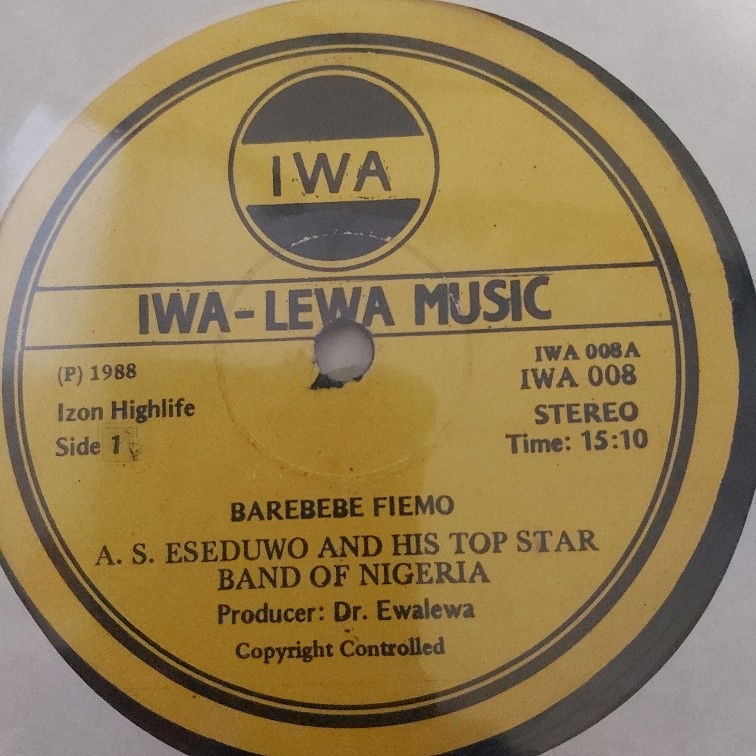 IWA
IWA-LEWA MUSIC
(P) 1988
Izon Highlife
Side 1
IWA 008A
IWA 008
STEREO
Time: 15:10
BAREBEBE FIEMO
A. S. ESEDUWO AND HIS TOP STAR
BAND OF NIGERIA
Producer: Dr. Ewalewa
Copyright Controlled